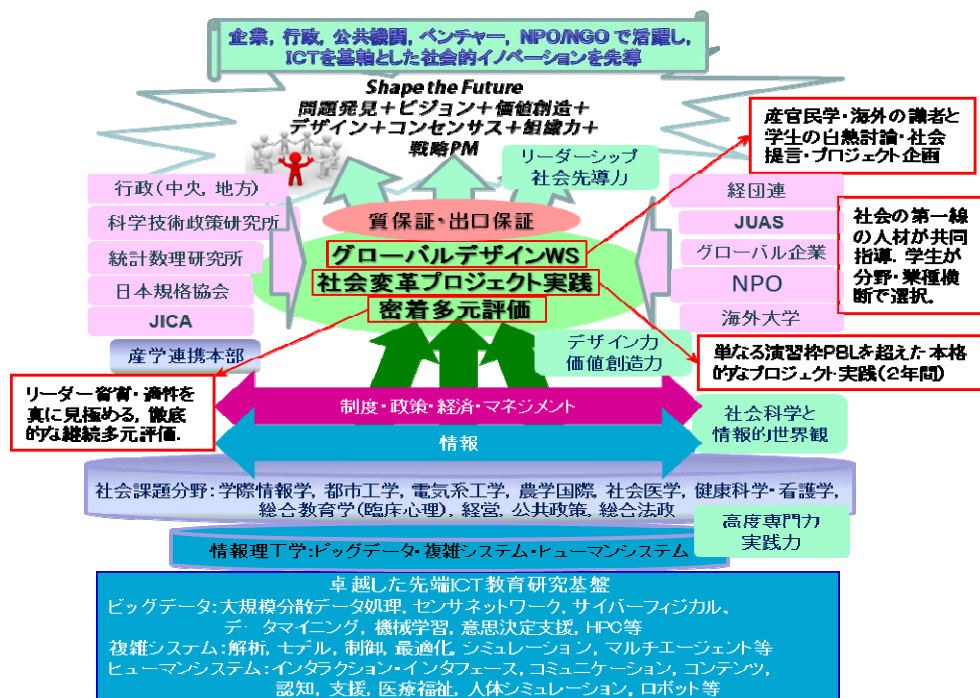 企業, 行政, 公共機関, ベンチャー, NPO/NGO で活躍し,
ICTを基軸とした社会的イノベーションを先導
Shape the Future
問題発見＋ビジョン＋価値創造＋
デザイン＋コンセンサス＋組織力＋
戦略PM
リーダーシップ
社会先導力
産官民学・海外の識者と
学生の白熱討論・社会
提言・プロジェクト企画
行政(中央, 地方)
科学技術政策研究所
統計数理研究所
日本規格協会
JICA
産学連携本部
質保証・出口保証
グローバルデザインWS
社会変革プロジェクト実践
密着多元評価
経団連
JUAS
グローバル企業
NPO
海外大学
社会の第一線
の人材が共同
指導. 学生が
分野・業種横
断で選択.
デザイン力
価値創造力
単なる演習枠PBLを超えた本格
的なプロジェクト実践(2年間)
リーダー資質・適性を
真に見極める, 徹底
的な継続多元評価.
制度・政策・経済・マネジメント
情報
社会科学と
情報的世界観
社会課題分野：学際情報学, 都市工学, 電気系工学, 農学国際, 社会医学, 健康科学・看護学,
総合教育学(臨床心理), 経営, 公共政策, 総合法政
高度専門力
実践力
情報理工学：ビッグデータ・複雑システム・ヒューマンシステム
卓越した先端ICT教育研究基盤
ビッグデータ：大規模分散データ処理, センサネットワーク, サイバーフィジカル,
データマイニング, 機械学習, 意思決定支援, HPC等
複雑システム：解析, モデル, 制御, 最適化, シミュレーション, マルチエージェント等
ヒューマンシステム：インタラクション・インタフェース, コミュニケーション, コンテンツ,
認知, 支援, 医療福祉, 人体シミュレーション, ロボット等